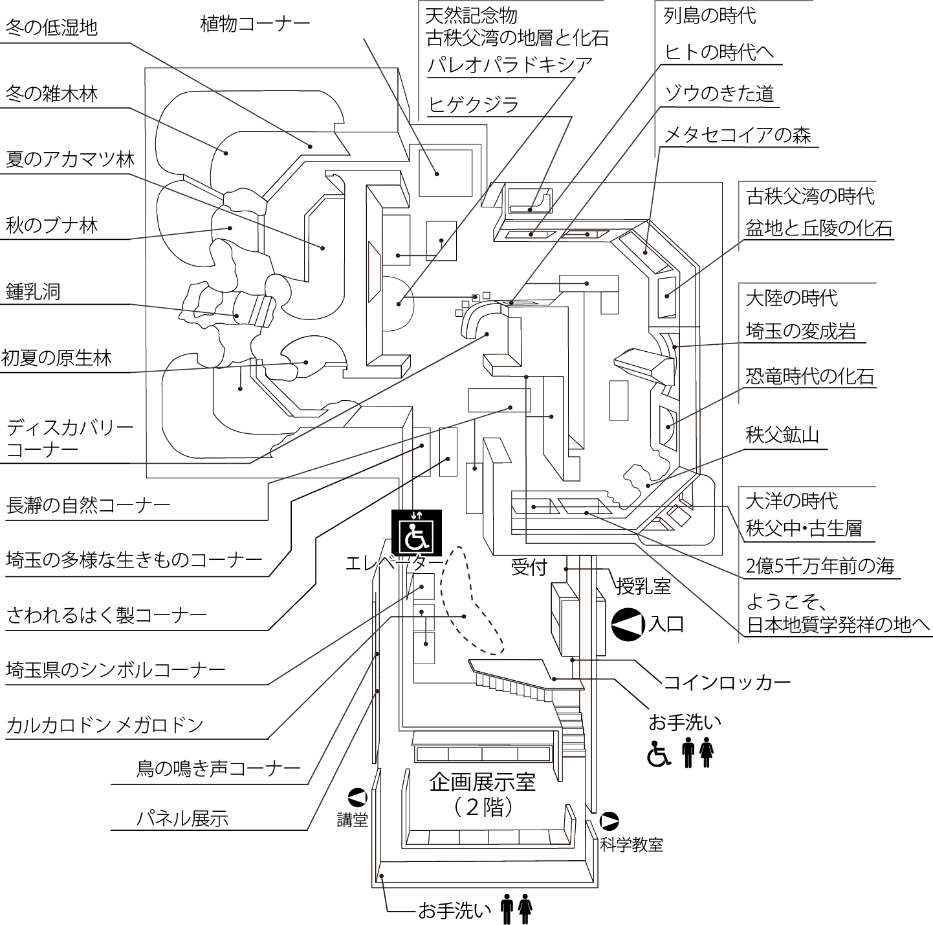 冬の低湿地
冬の雑木林
夏のアカマツ林
秋のブナ林
鍾乳洞
初夏の原生林
ディスカバリー
コーナー
長瀞の自然コーナー
埼玉の多様な生きものコーナー
さわれるはく製コーナー
埼玉県のシンボルコーナー
カルカロドン メガロドン
鳥の鳴き声コーナー
パネル展示
植物コーナー
天然記念物
古秩父湾の地層と化石
パレオパラドキシア
ヒゲクジラ
列島の時代
ヒトの時代へ
ゾウのきた道
メタセコイアの森
古秩父湾の時代
盆地と丘陵の化石
大陸の時代
埼玉の変成岩
恐竜時代の化石
秩父鉱山
大洋の時代
秩父中・古生層
2億5千万年前の海
ようこそ、
日本地質学発祥の地へ
エレベーター
受付
授乳室
入口
コインロッカー
お手洗い
企画展示室
（２階）
講堂
科学教室
お手洗い